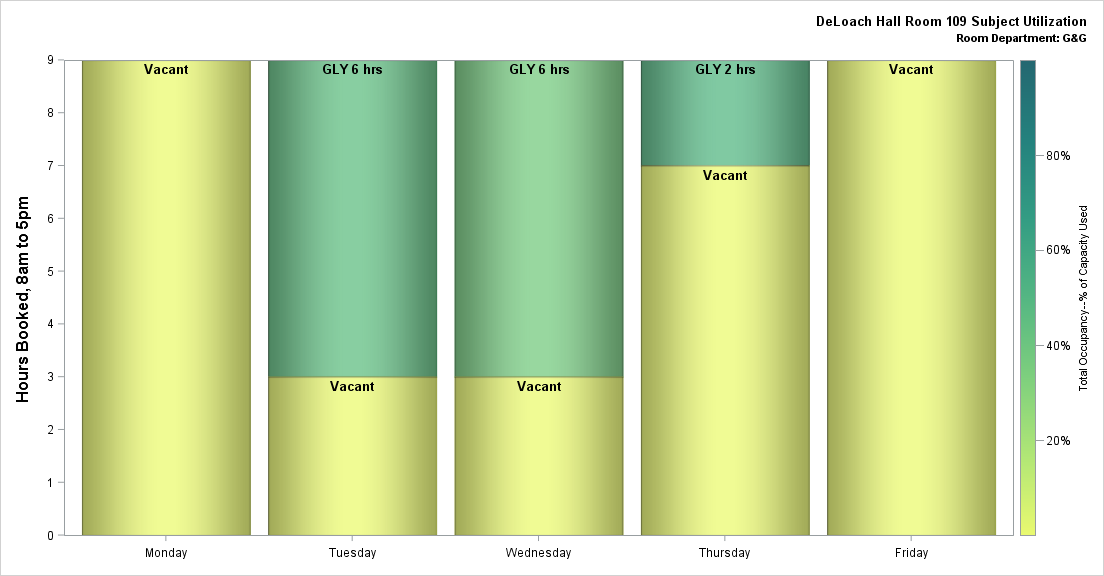 DeLoach Hall Room 109 Subject Utilization
Room Department: G&G
Hours Booked, 8am to 5pm
9
8
7
6
5
4
3
2
1
0
Vacant
GLY 6 hrs
GLY 6 hrs
GLY 2 hrs
Vacant
Vacant
Vacant
Vacant
Monday
Tuesday
Wednesday
Thursday
Friday
80%
60%
40%
20%
Total Occupancy--% of Capacity Used